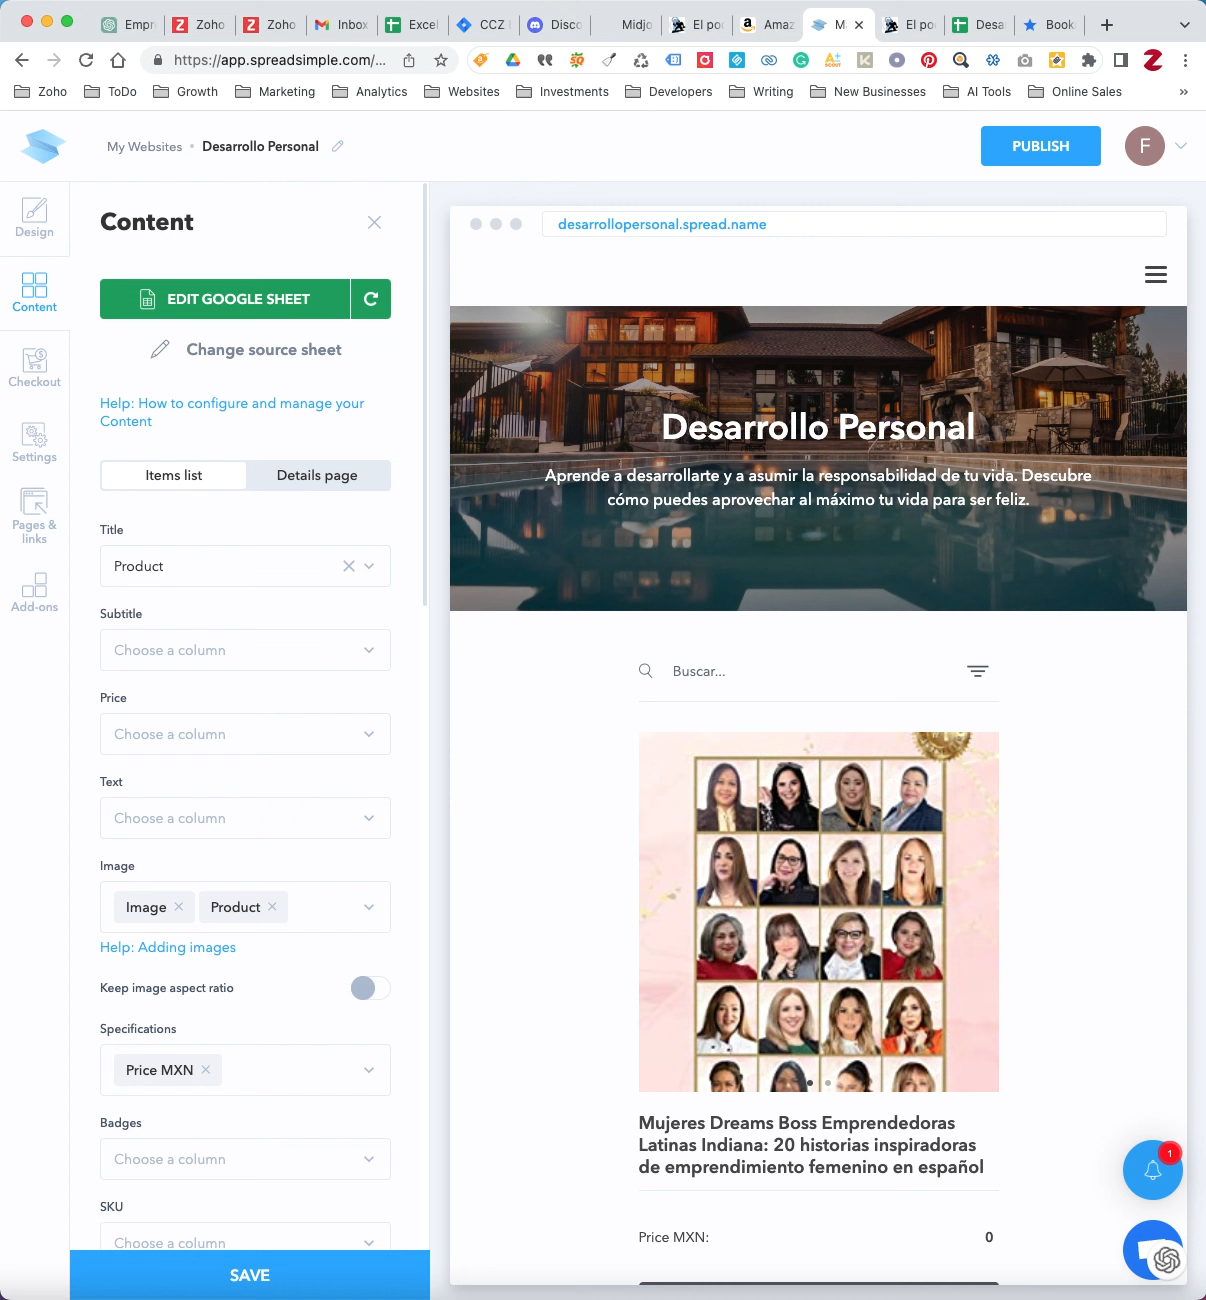 Empr
Zoho
Zoho
Inbox
Excel
CCZ
Disco
Midjo
El po
Amaz
M
El po
Desa
Book
https://app.spreadsimple.com/...
Zoho
ToDo
Growth
Marketing
Analytics
Websites
Investments
Developers
Writing
New Businesses
AI Tools
Online Sales
»
My Websites • Desarrollo Personal
PUBLISH
F
Design
Content
Checkout
Settings
Pages &
links
Add-ons
Content
EDIT GOOGLE SHEET
Change source sheet
Help: How to configure and manage your
Content
Items list
Details page
Title
Product
Subtitle
Choose a column
Price
Choose a column
Text
Choose a column
Image
Image
Product
Help: Adding images
Keep image aspect ratio
Specifications
Price MXN
Badges
Choose a column
SKU
Choose a column
SAVE
desarrollopersonal.spread.name
Desarrollo Personal
Aprende a desarrollarte y a asumir la responsabilidad de tu vida. Descubre
cómo puedes aprovechar al máximo tu vida para ser feliz.
Buscar...
Mujeres Dreams Boss Emprendedoras
Latinas Indiana: 20 historias inspiradoras
de emprendimiento femenino en español
Price MXN:
0
1